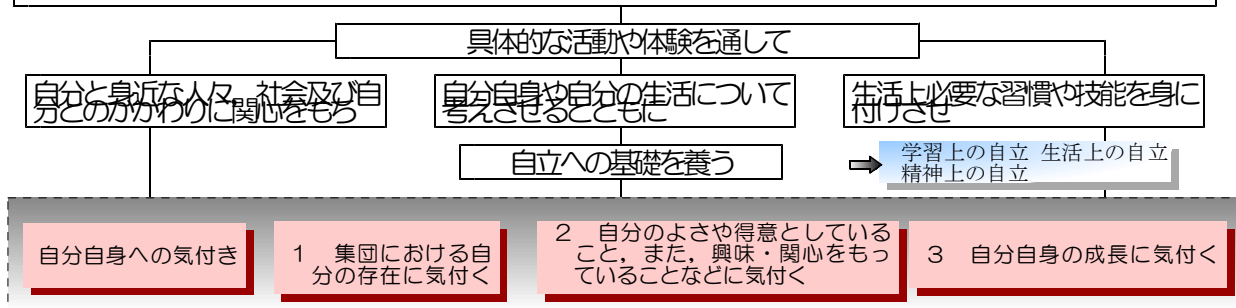 具体的な活動や体験を通して
自分と身近な人々，社会及び自
分とのかかわりに関心をもち
自分自身や自分の生活について
考えさせるとともに
生活上必要な習慣や技能を身に
付けさせ
自立への基礎を養う
学習上の自立 生活上の自立
精神上の自立
自分自身への気付き
１　集団における自
分の存在に気付く
２　自分のよさや得意としている
こと，また，興味・関心をもっ
ていることなどに気付く
３　自分自身の成長に気付く